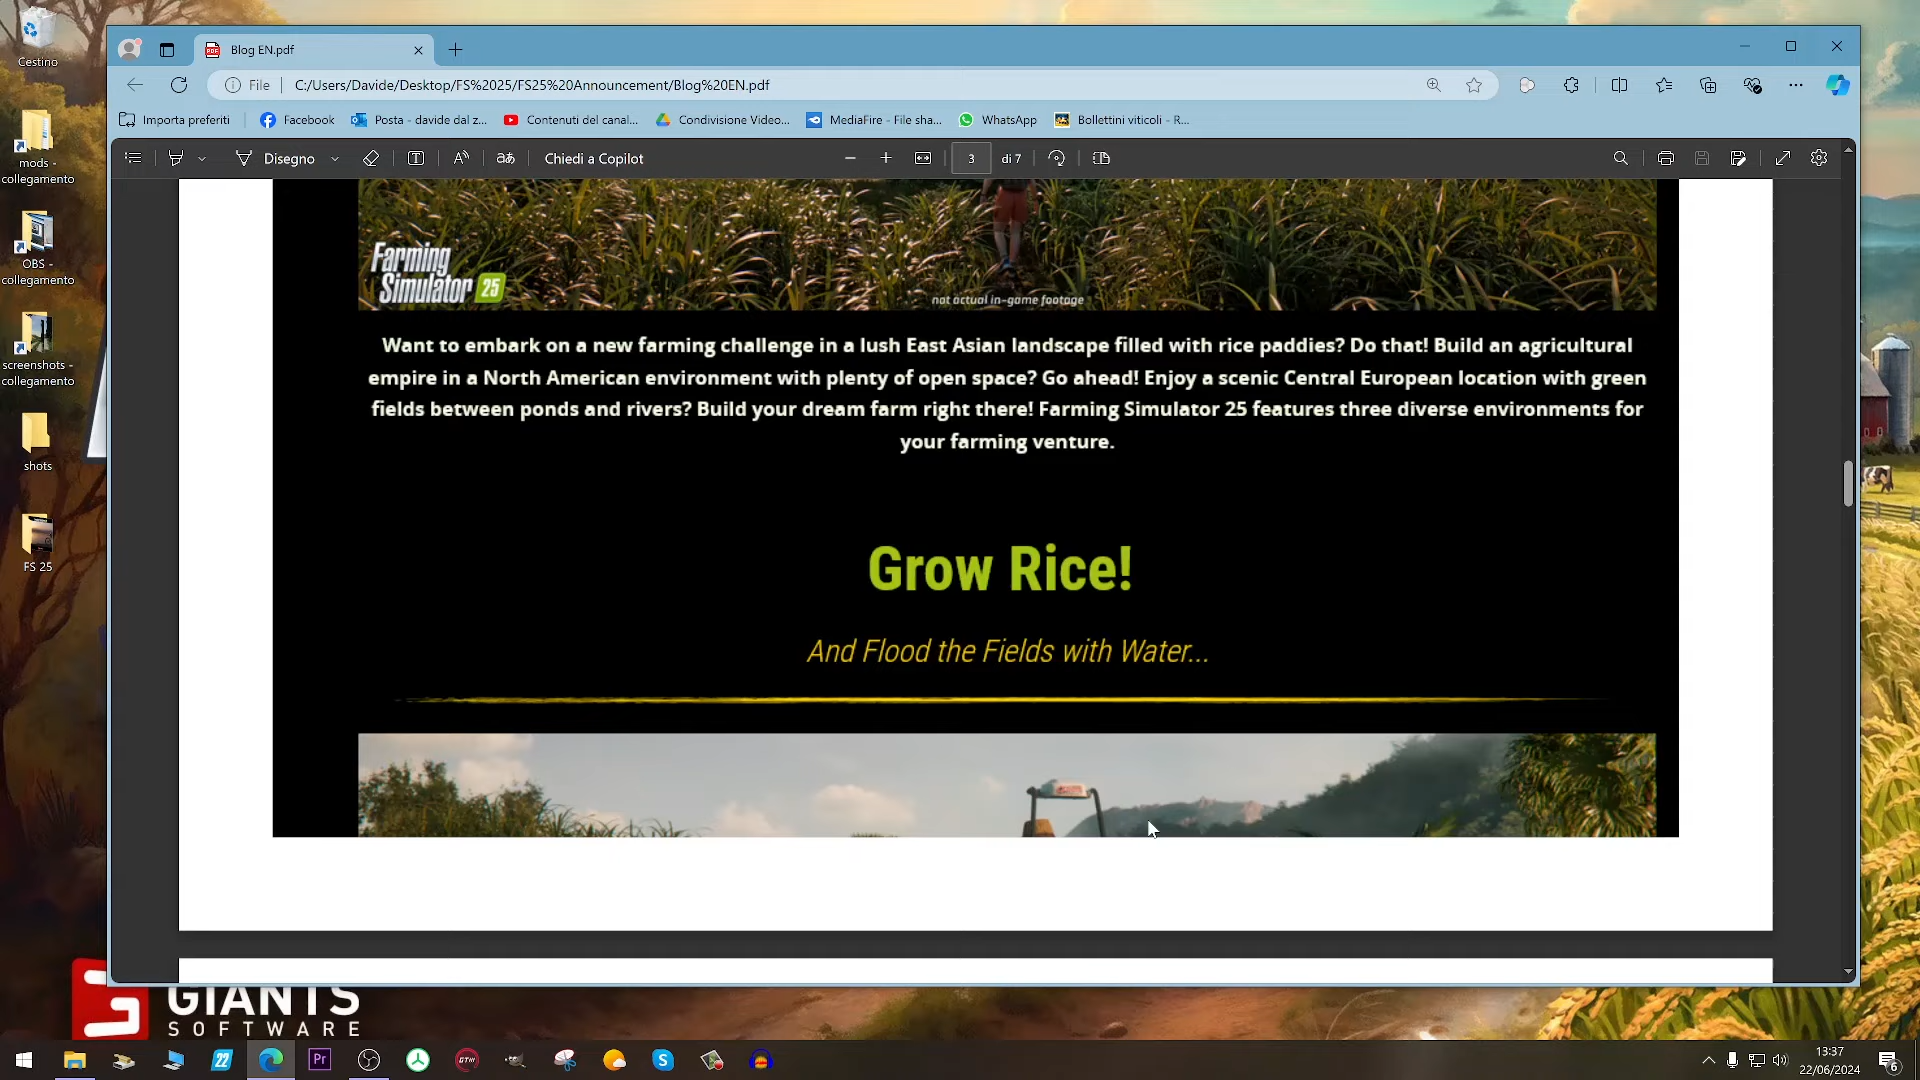 Cestino
mods -
collegamento
OBS -
collegamento
screenshots -
collegamento
shots
FS 25
Blog EN.pdf
File
C:/Users/Davide/Desktop/FS%2025/FS25%20Announcement/Blog%20EN.pdf
Importa preferiti
Facebook
Posta - davide dal z...
Contenuti del canal...
Condivisione Video...
MediaFire - File sha...
WhatsApp
Bollettini viticoli - R...
Disegno
Chiedi a Copilot
3
di 7
Farming
Simulator 25
not actual in-game footage
Want to embark on a new farming challenge in a lush East Asian landscape filled with rice paddies? Do that! Build an agricultural
empire in a North American environment with plenty of open space? Go ahead! Enjoy a scenic Central European location with green
fields between ponds and rivers? Build your dream farm right there! Farming Simulator 25 features three diverse environments for
your farming venture.
Grow Rice!
And Flood the Fields with Water...
GIANTS
SOFTWARE
22
Pr
GTW
S
13:37
22/06/2024
6